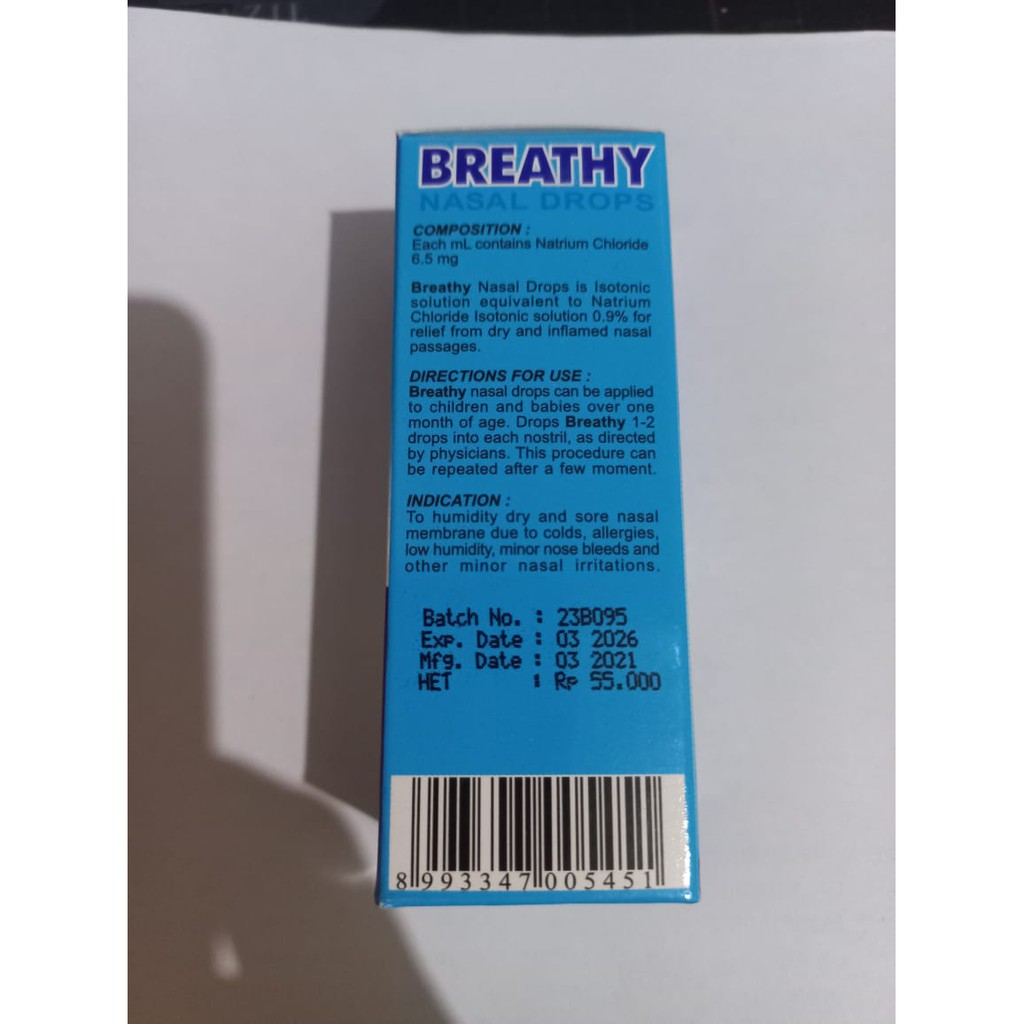 BREATHY
NASAL DROPS
COMPOSITION :
Each mL contains Natrium Chloride
6.5 mg
Breathy Nasal Drops is Isotonic
solution equivalent to Natrium
Chloride Isotonic solution 0.9% for
relief from dry and inflamed nasal
passages.
DIRECTIONS FOR USE :
Breathy nasal drops can be applied
to children and babies over one
month of age. Drops Breathy 1-2
drops into each nostril, as directed
by physicians. This procedure can
be repeated after a few moment.
INDICATION :
To humidity dry and sore nasal
membrane due to colds, allergies,
low humidity, minor nose bleeds and
other minor nasal irritations.
Batch No. : 23B095
Exp. Date : 03 2026
Mfg. Date : 03 2021
HET : Rp 55.000
8 993347 005451